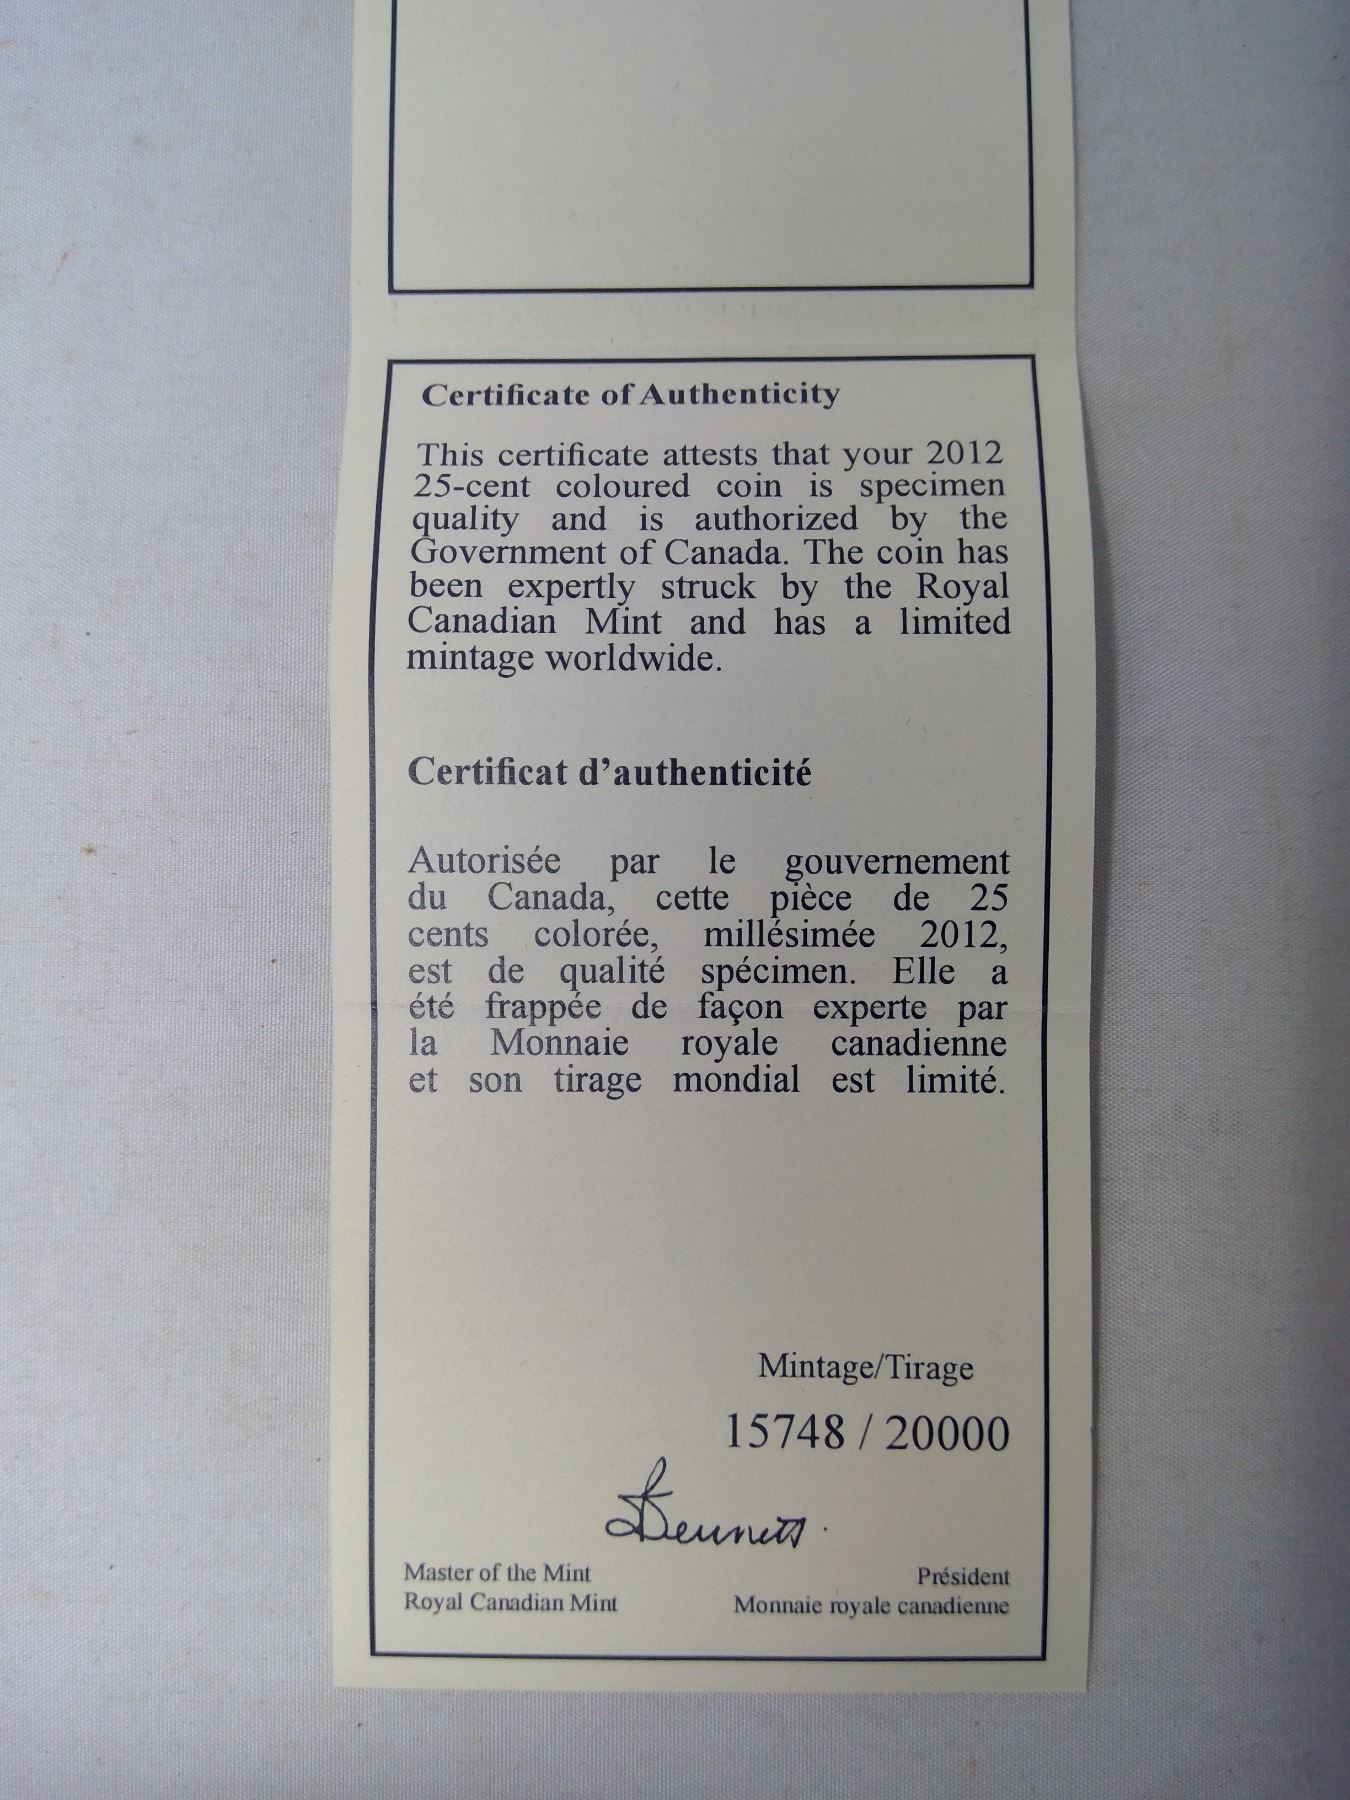 Certificate of Authenticity
This certificate attests that your 2012
25-cent coloured coin is specimen
quality and is authorized by the
Government of Canada. The coin has
been expertly struck by the Royal
Canadian Mint and has a limited
mintage worldwide.
Certificat d’authenticité
Autorisée par le gouvernement
du Canada, cette pièce de 25
cents colorée, millésimée 2012,
est de qualité spécimen. Elle a
été frappée de façon experte par
la Monnaie royale canadienne
et son tirage mondial est limité.
Mintage/Tirage
15748 / 20000
Bennett
Master of the Mint
Royal Canadian Mint
Président
Monnaie royale canadienne